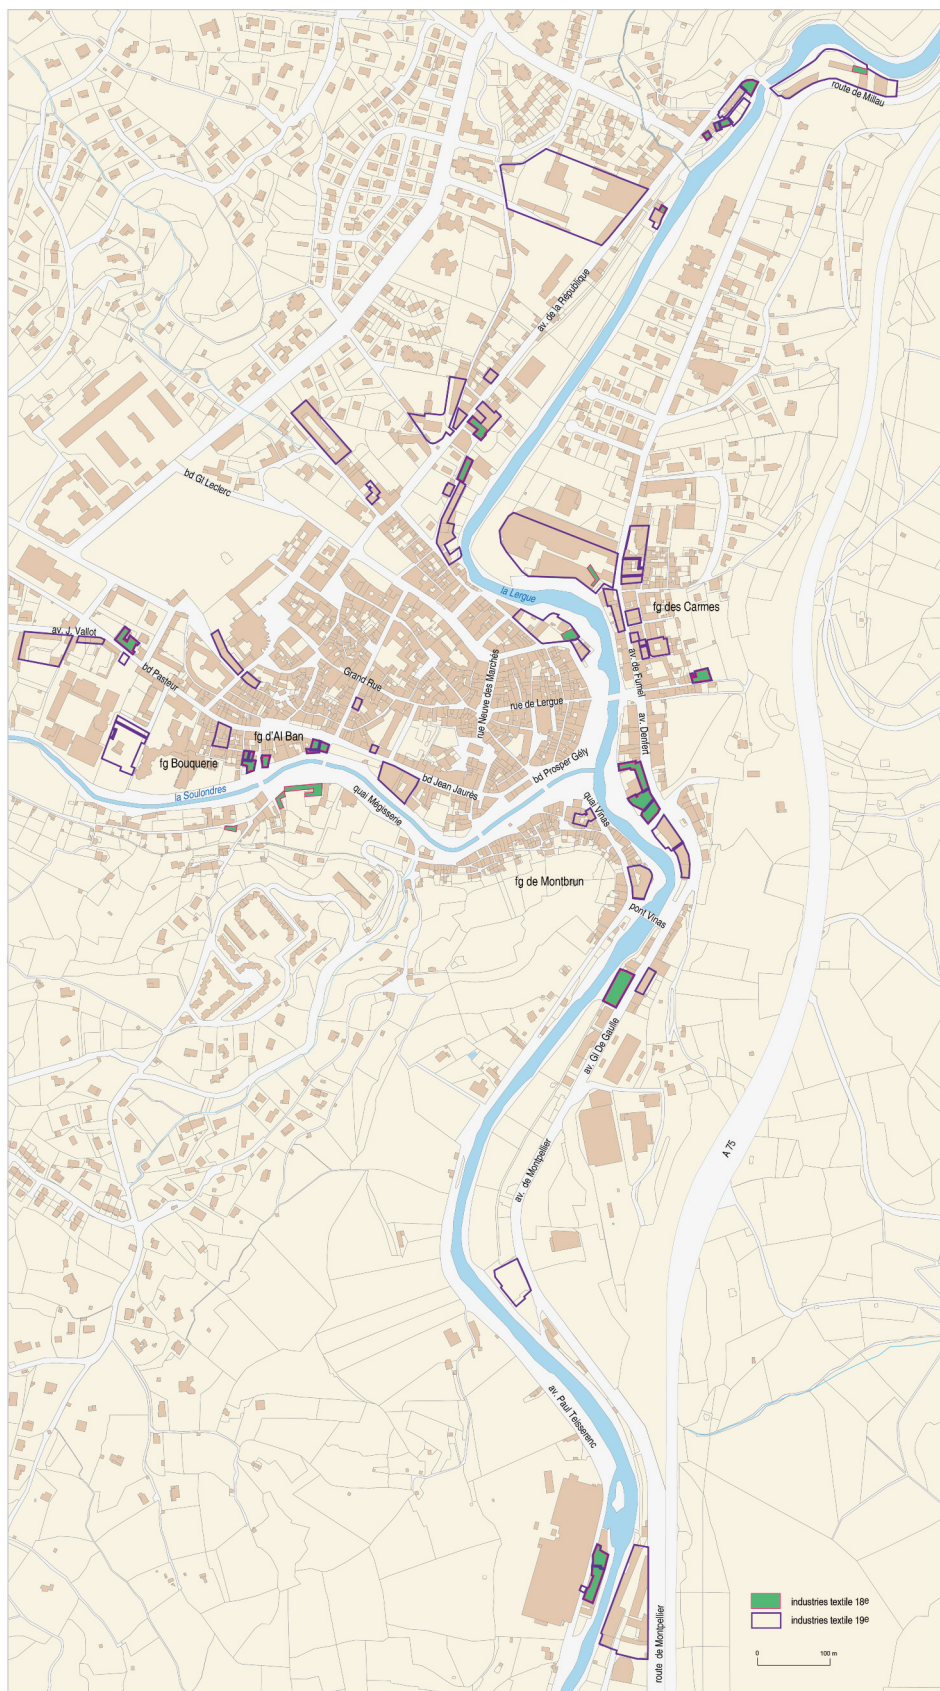 route de Millau
av. de la République
bd Gl Leclerc
la Lergue
fg des Carmes
av. J. Vallot
bd Pasteur
Grand Rue
rue Neuve des Marchés
rue de Lergue
av. de Fumel
av. Denfert
fg d'Al Ban
fg Bouquerie
bd Jean Jaurès
bd Prosper Gély
la Soulondres
quai Mégisserie
quai Vinas
fg de Montbrun
pont Vinas
av. Gl De Gaulle
av. de Montpellier
A 75
av. Paul Teisserenc
route de Montpellier
industries textile 18e
industries textile 19e
0 100 m